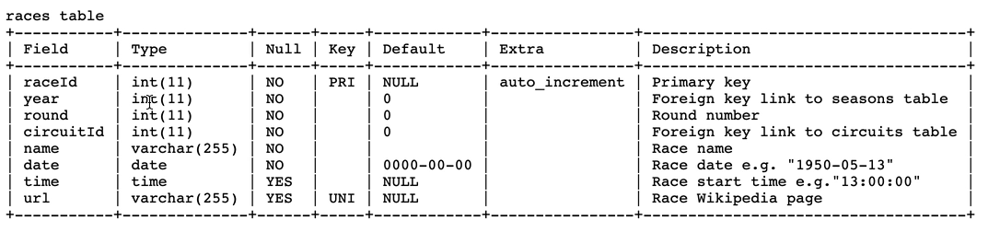 races table
+-----------+--------------+------+-----+------------+----------------+-------------------------------+
| Field | Type | Null | Key | Default | Extra | Description |
+-----------+--------------+------+-----+------------+----------------+-------------------------------+
| raceId | int(11) | NO | PRI | NULL | auto_increment | Primary key |
| year | int(11) | NO | | 0 | | Foreign key link to seasons table |
| round | int(11) | NO | | 0 | | Round number |
| circuitId | int(11) | NO | | 0 | | Foreign key link to circuits table |
| name | varchar(255) | NO | | | | Race name |
| date | date | NO | | 0000-00-00 | | Race date e.g. "1950-05-13" |
| time | time | YES | | NULL | | Race start time e.g."13:00:00" |
| url | varchar(255) | YES | UNI | NULL | | Race Wikipedia page |
+-----------+--------------+------+-----+------------+----------------+-------------------------------+